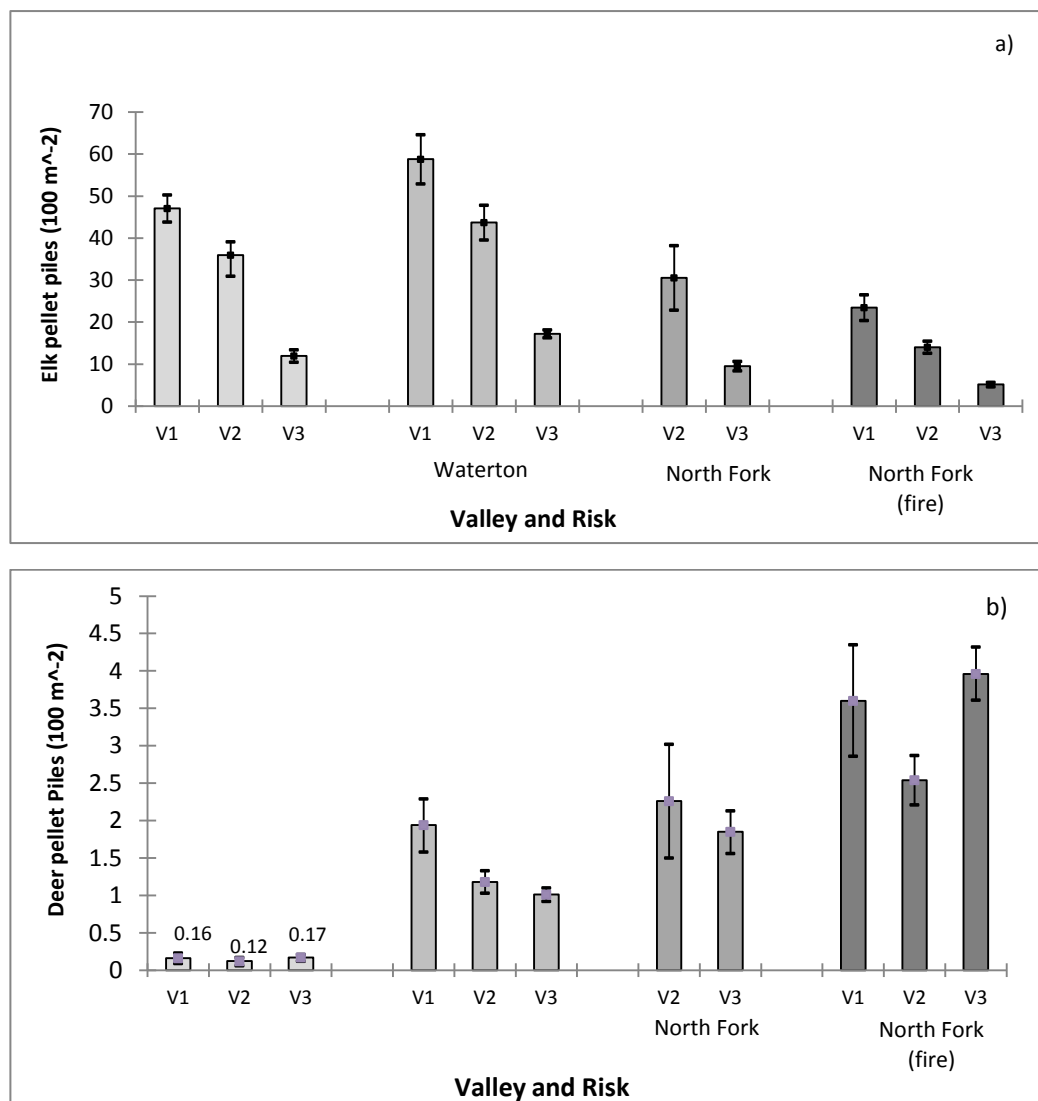 a)
Elk pellet piles (100 m^-2)
70
60
50
40
30
20
10
0
V1 V2 V3 V1 V2 V3 V2 V3 V1 V2 V3
Waterton North Fork North Fork
(fire)
Valley and Risk
b)
Deer pellet Piles (100 m^-2)
5
4.5
4
3.5
3
2.5
2
1.5
1
0.5
0
0.16 0.12 0.17
V1 V2 V3 V1 V2 V3 V2 V3 V1 V2 V3
North Fork North Fork
(fire)
Valley and Risk